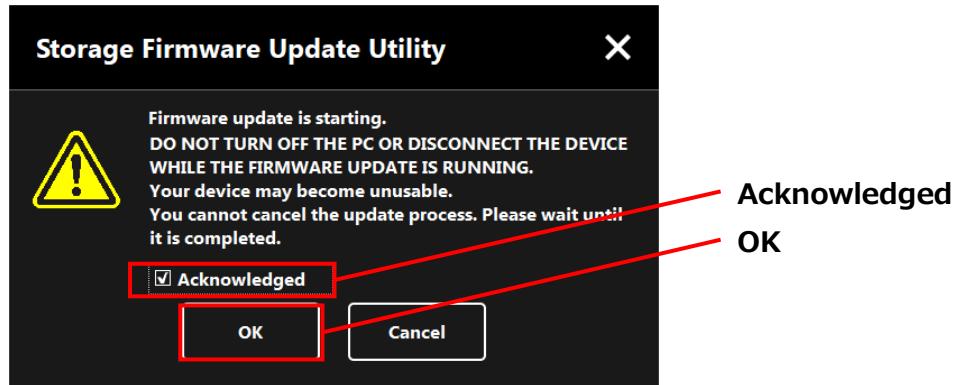 Storage Firmware Update Utility
Firmware update is starting.
DO NOT TURN OFF THE PC OR DISCONNECT THE DEVICE
WHILE THE FIRMWARE UPDATE IS RUNNING.
Your device may become unusable.
You cannot cancel the update process. Please wait until
it is completed.
Acknowledged
OK
Cancel
Acknowledged
OK